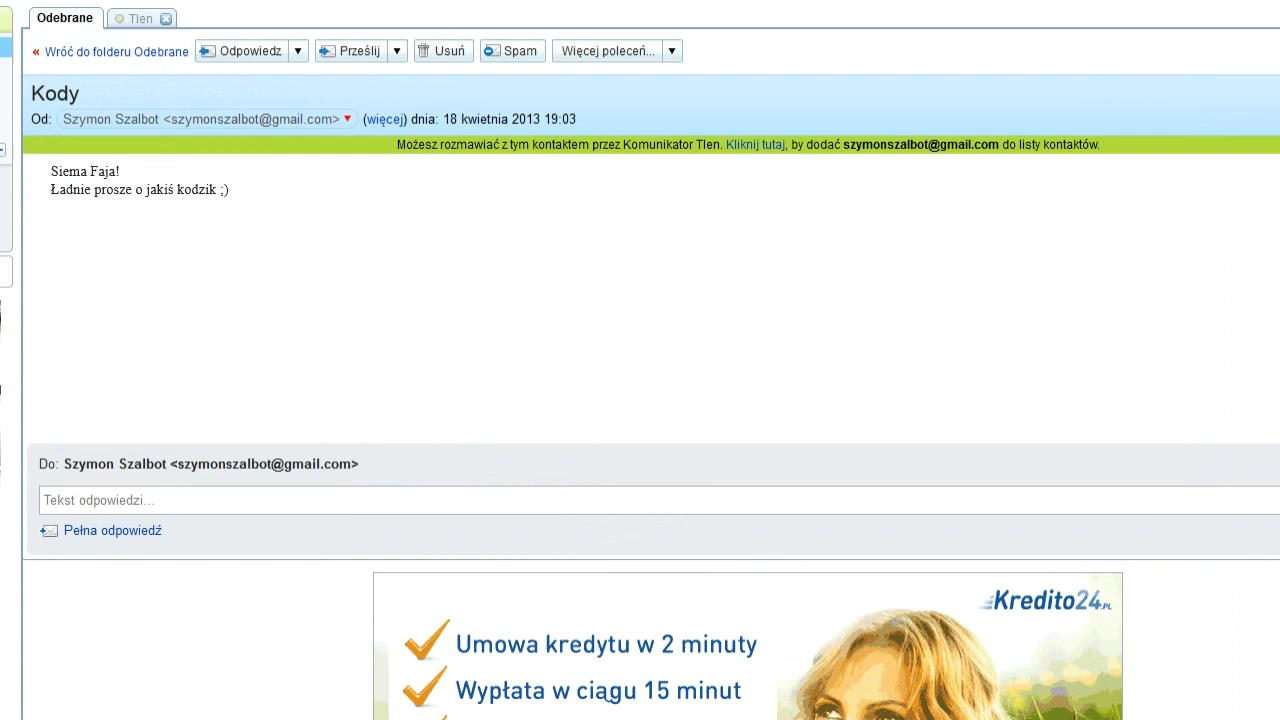 Odebrane
Tlen
« Wróć do folderu Odebrane
Odpowiedz
Prześlij
Usuń
Spam
Więcej poleceń...
Kody
Od: Szymon Szalbot <szymonszalbot@gmail.com> (więcej) dnia: 18 kwietnia 2013 19:03
Możesz rozmawiać z tym kontaktem przez Komunikator Tlen. Kliknij tutaj, by dodać szymonszalbot@gmail.com do listy kontaktów.
Siema Faja!
Ładnie prosze o jakiś kodzik ;)
Do: Szymon Szalbot <szymonszalbot@gmail.com>
Tekst odpowiedzi...
Pełna odpowiedź
Kredito24.PL
Umowa kredytu w 2 minuty
Wypłata w ciągu 15 minut